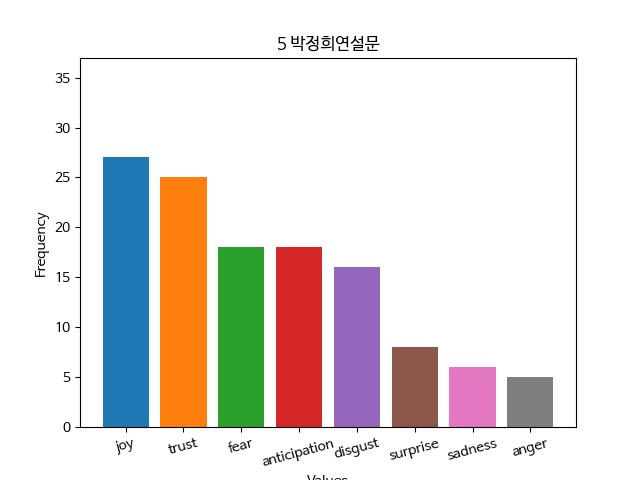 5 박정희연설문
Frequency
35
30
25
20
15
10
5
0
joy
trust
fear
anticipation
disgust
surprise
sadness
anger
Values